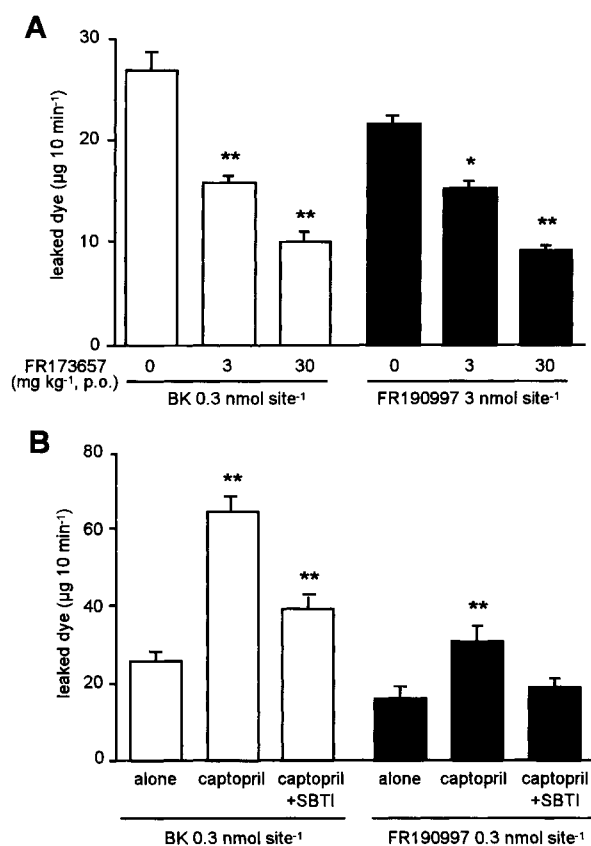 A
30
20
10
0
leaked dye (µg 10 min⁻¹)
**
**
*
**
FR173657 0 3 30 0 3 30
(mg kg⁻¹, p.o.)
BK 0.3 nmol site⁻¹ FR190997 3 nmol site⁻¹
B
80
60
40
20
0
leaked dye (µg 10 min⁻¹)
**
**
**
alone captopril captopril alone captopril captopril
+SBTI +SBTI
BK 0.3 nmol site⁻¹ FR190997 0.3 nmol site⁻¹